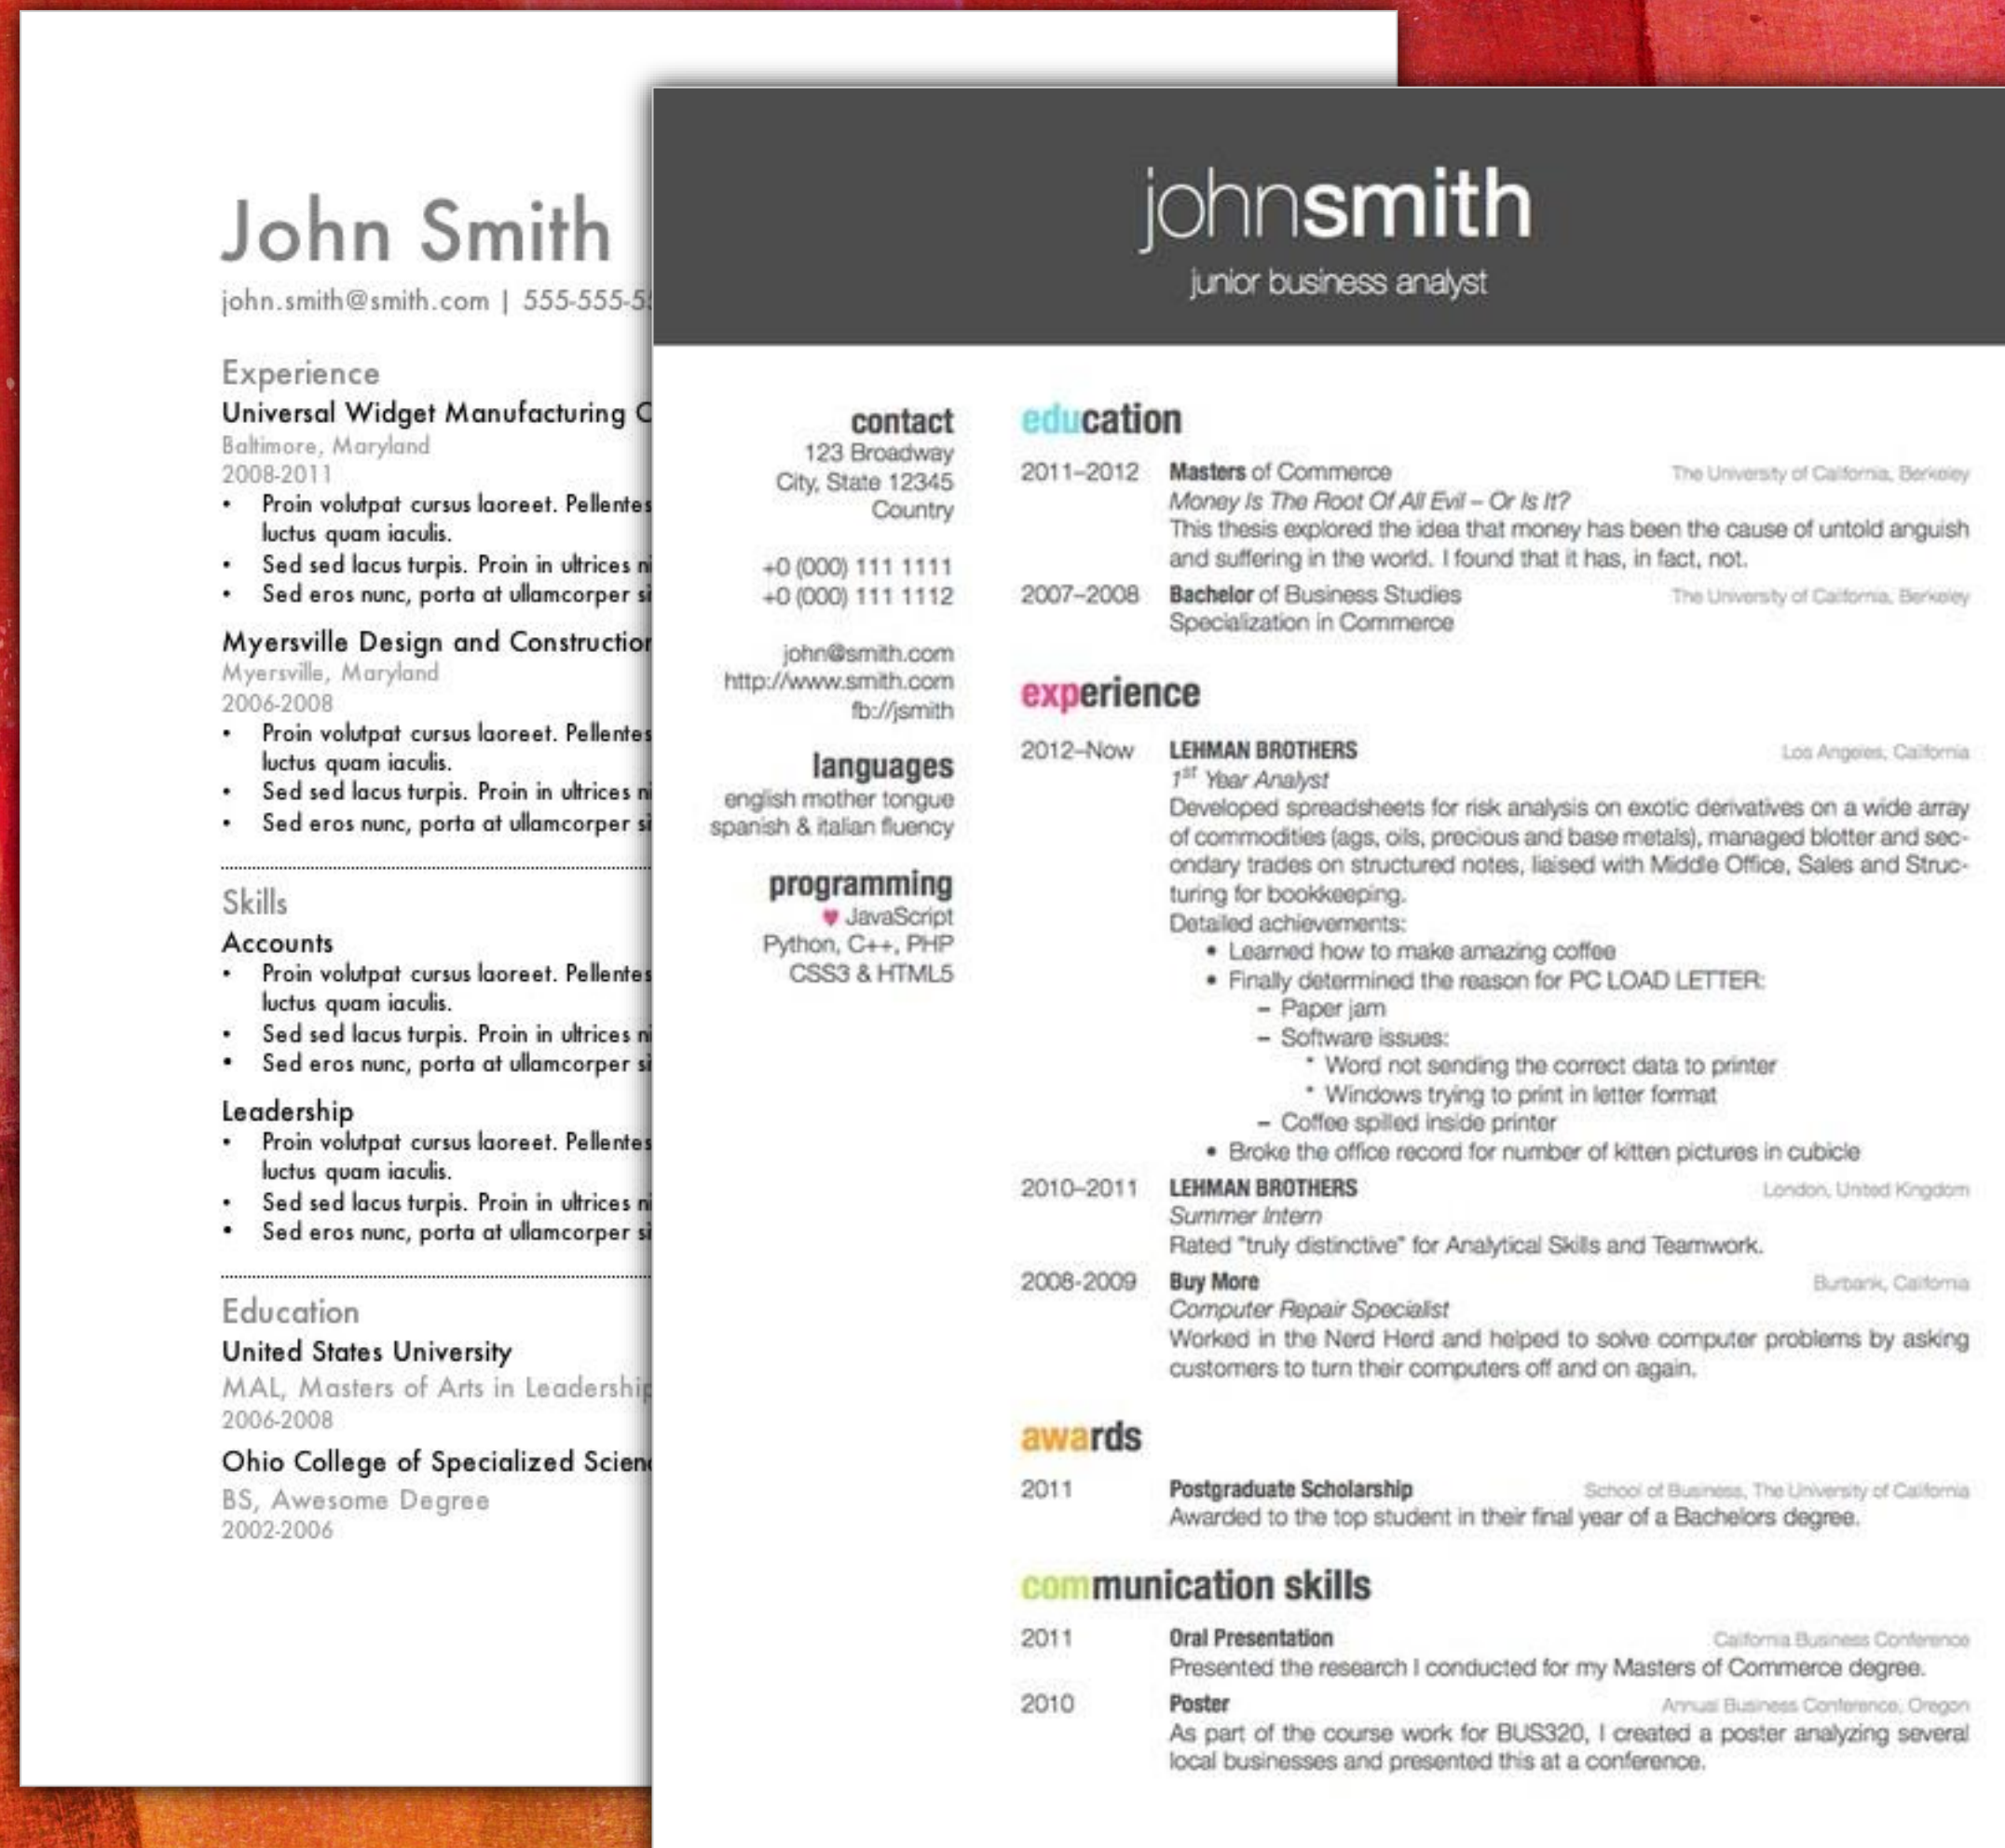 John Smith
john.smith@smith.com | 555-555-5
Experience
Universal Widget Manufacturing
Baltimore, Maryland
2008-2011
• Proin volutpat cursus laoreet. Pellentes
luctus quam iaculis.
• Sed sed lacus turpis. Proin in ultrices ni
• Sed eros nunc, porta at ullamcorper si
Myersville Design and Construction
Myersville, Maryland
2006-2008
• Proin volutpat cursus laoreet. Pellentes
luctus quam iaculis.
• Sed sed lacus turpis. Proin in ultrices ni
• Sed eros nunc, porta at ullamcorper si
Skills
Accounts
• Proin volutpat cursus laoreet. Pellentes
luctus quam iaculis.
• Sed sed lacus turpis. Proin in ultrices ni
• Sed eros nunc, porta at ullamcorper si
Leadership
• Proin volutpat cursus laoreet. Pellentes
luctus quam iaculis.
• Sed sed lacus turpis. Proin in ultrices ni
• Sed eros nunc, porta at ullamcorper si
Education
United States University
MAL, Masters of Arts in Leadership
2006-2008
Ohio College of Specialized Scien
BS, Awesome Degree
2002-2006
johnsmith
junior business analyst
contact
123 Broadway
City, State 12345
Country
+0 (000) 111 1111
+0 (000) 111 1112
john@smith.com
http://www.smith.com
fb://jsmith
languages
english mother tongue
spanish & italian fluency
programming
♥ JavaScript
Python, C++, PHP
CSS3 & HTML5
education
2011–2012 Masters of Commerce The University of California, Berkeley
Money Is The Root Of All Evil – Or Is It?
This thesis explored the idea that money has been the cause of untold anguish
and suffering in the world. I found that it has, in fact, not.
2007–2008 Bachelor of Business Studies The University of California, Berkeley
Specialization in Commerce
experience
2012–Now LEHMAN BROTHERS Los Angeles, California
1st Year Analyst
Developed spreadsheets for risk analysis on exotic derivatives on a wide array
of commodities (ags, oils, precious and base metals), managed blotter and sec-
ondary trades on structured notes, liaised with Middle Office, Sales and Struc-
turing for bookkeeping.
Detailed achievements:
• Learned how to make amazing coffee
• Finally determined the reason for PC LOAD LETTER:
– Paper jam
– Software issues:
* Word not sending the correct data to printer
* Windows trying to print in letter format
– Coffee spilled inside printer
• Broke the office record for number of kitten pictures in cubicle
2010–2011 LEHMAN BROTHERS London, United Kingdom
Summer Intern
Rated "truly distinctive" for Analytical Skills and Teamwork.
2008-2009 Buy More Burbank, California
Computer Repair Specialist
Worked in the Nerd Herd and helped to solve computer problems by asking
customers to turn their computers off and on again.
awards
2011 Postgraduate Scholarship School of Business, The University of California
Awarded to the top student in their final year of a Bachelors degree.
communication skills
2011 Oral Presentation California Business Conference
Presented the research I conducted for my Masters of Commerce degree.
2010 Poster Annual Business Conference, Oregon
As part of the course work for BUS320, I created a poster analyzing several
local businesses and presented this at a conference.